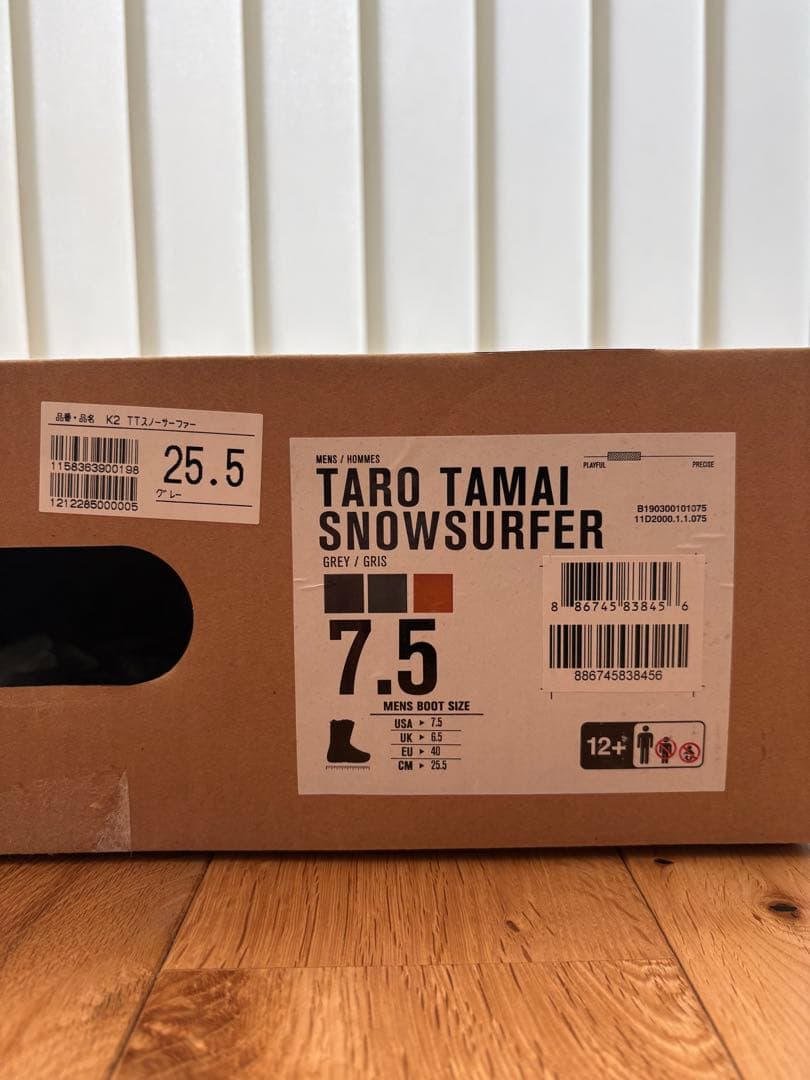 品番・品名 K2 TTスノーサーファー
1158363900198
25.5
1212285000005
グレー
MENS / HOMMES
PLAYFUL PRECISE
TARO TAMAI
SNOWSURFER
B190300101075
11D2000.1.1.075
GREY / GRIS
8 86745 83845 6
886745838456
7.5
MENS BOOT SIZE
USA ▸ 7.5
UK ▸ 6.5
EU ▸ 40
CM ▸ 25.5
12+